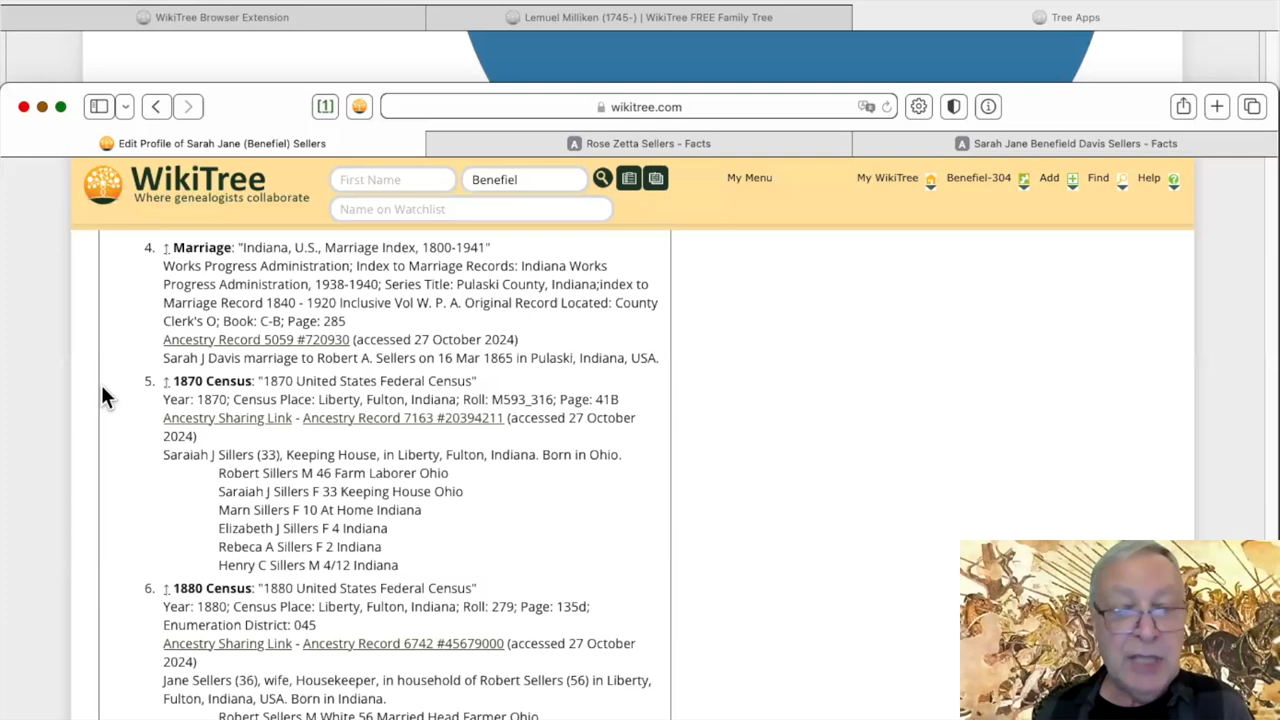 WikiTree Browser Extension
Lemuel Milliken (1745-) | WikiTree FREE Family Tree
Tree Apps
[1]
wikitree.com
Edit Profile of Sarah Jane (Benefiel) Sellers
A Rose Zetta Sellers - Facts
A Sarah Jane Benefield Davis Sellers - Facts
WikiTree
Where genealogists collaborate
First Name
Benefiel
Name on Watchlist
My Menu
My WikiTree
Benefiel-304
Add
Find
Help
4. ↑ Marriage: "Indiana, U.S., Marriage Index, 1800-1941"
Works Progress Administration; Index to Marriage Records: Indiana Works
Progress Administration, 1938-1940; Series Title: Pulaski County, Indiana;index to
Marriage Record 1840 - 1920 Inclusive Vol W. P. A. Original Record Located: County
Clerk's O; Book: C-B; Page: 285
Ancestry Record 5059 #720930 (accessed 27 October 2024)
Sarah J Davis marriage to Robert A. Sellers on 16 Mar 1865 in Pulaski, Indiana, USA.
5. ↑ 1870 Census: "1870 United States Federal Census"
Year: 1870; Census Place: Liberty, Fulton, Indiana; Roll: M593_316; Page: 41B
Ancestry Sharing Link - Ancestry Record 7163 #20394211 (accessed 27 October
2024)
Saraiah J Sillers (33), Keeping House, in Liberty, Fulton, Indiana. Born in Ohio.
Robert Sillers M 46 Farm Laborer Ohio
Saraiah J Sillers F 33 Keeping House Ohio
Marn Sillers F 10 At Home Indiana
Elizabeth J Sillers F 4 Indiana
Rebeca A Sillers F 2 Indiana
Henry C Sillers M 4/12 Indiana
6. ↑ 1880 Census: "1880 United States Federal Census"
Year: 1880; Census Place: Liberty, Fulton, Indiana; Roll: 279; Page: 135d;
Enumeration District: 045
Ancestry Sharing Link - Ancestry Record 6742 #45679000 (accessed 27 October
2024)
Jane Sellers (36), wife, Housekeeper, in household of Robert Sellers (56) in Liberty,
Fulton, Indiana, USA. Born in Indiana.
Robert Sellers M White 56 Married Head Farmer Ohio